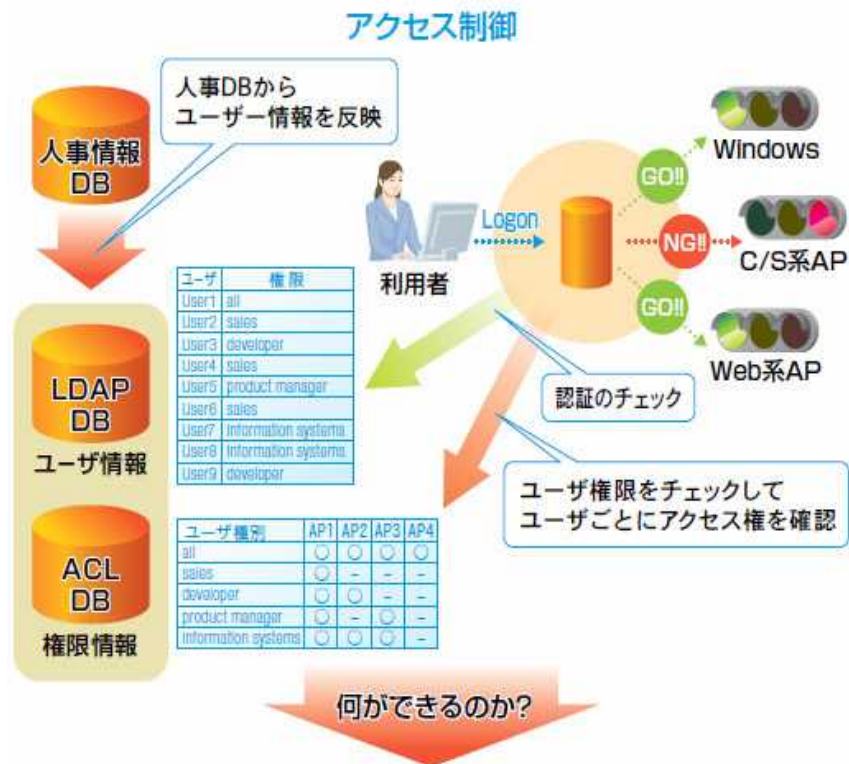 アクセス制御
人事DBから
ユーザー情報を反映
人事情報
DB
Windows
GO!!
Logon
NG!!
C/S系AP
利用者
GO!!
Web系AP
ユーザ 権限
User1 all
User2 sales
User3 developer
User4 sales
User5 product manager
User6 sales
User7 Information systems
User8 Information systems
User9 developer
LDAP
DB
ユーザ情報
認証のチェック
ユーザ権限をチェックして
ユーザごとにアクセス権を確認
ユーザ種別 AP1 AP2 AP3 AP4
all ○ ○ ○ ○
sales ○ - - -
developer ○ ○ - -
product manager ○ - ○ -
information systems ○ ○ ○ -
ACL
DB
権限情報
何ができるのか?